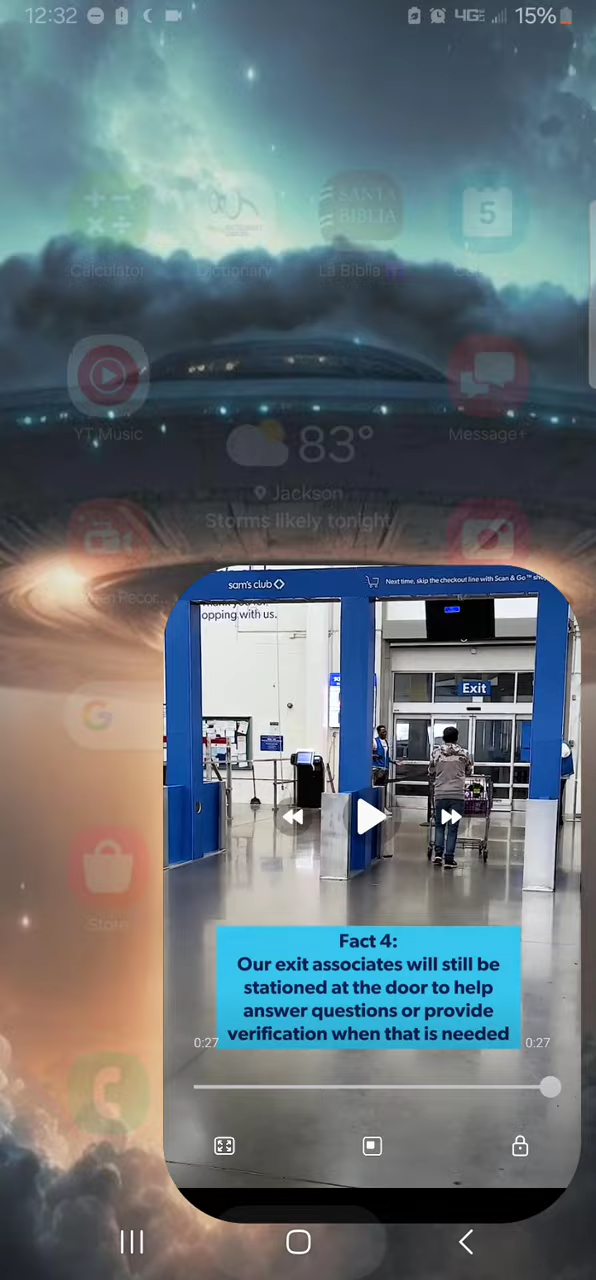 12:32
4G
15%
SANTA
BIBLIA
5
Calculator
Dictionary
La Biblia
YT Music
83°
Message+
Jackson
Storms likely tonight
sam's club
Next time, skip the checkout line with Scan & Go™
opping with us.
Exit
G
Fact 4:
Our exit associates will still be
stationed at the door to help
answer questions or provide
verification when that is needed
0:27
0:27
Store